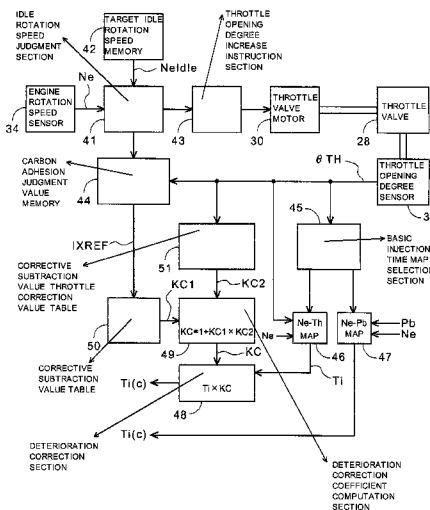 IDLE
ROTATION
SPEED
JUDGMENT
SECTION
TARGET IDLE
ROTATION
SPEED
MEMORY
42
NeIdle
THROTTLE
OPENING
DEGREE
INCREASE
INSTRUCTION
SECTION
ENGINE
ROTATION
SPEED
SENSOR
34
Ne
41
43
THROTTLE
VALVE
MOTOR
30
THROTTLE
VALVE
28
θ TH
THROTTLE
OPENING
DEGREE
SENSOR
3
CARBON
ADHESION
JUDGMENT
VALUE
MEMORY
44
45
BASIC
INJECTION
TIME MAP
SELECTION
SECTION
IXREF
51
CORRECTIVE
SUBTRACTION
VALUE THROTTLE
CORRECTION
VALUE TABLE
KC1
KC2
50
KC=1+KC1×KC2
49
Ne
Ne-Th
MAP
46
Ne-Pb
MAP
47
Pb
Ne
CORRECTIVE
SUBTRACTION
VALUE TABLE
KC
Ti(c)
Ti×KC
48
Ti
Ti(c)
DETERIORATION
CORRECTION
SECTION
DETERIORATION
CORRECTION
COEFFICIENT
COMPUTATION
SECTION